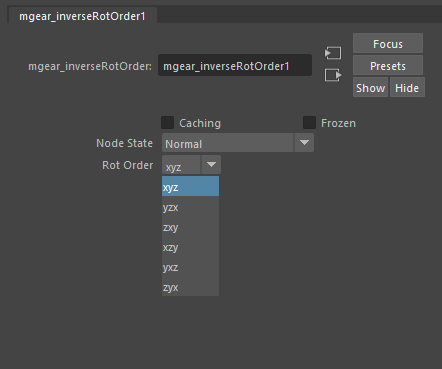 mgear_inverseRotOrder1
Focus
mgear_inverseRotOrder: mgear_inverseRotOrder1
Presets
Show Hide
Caching Frozen
Node State Normal
Rot Order xyz
xyz
yzx
zxy
xzy
yxz
zyx